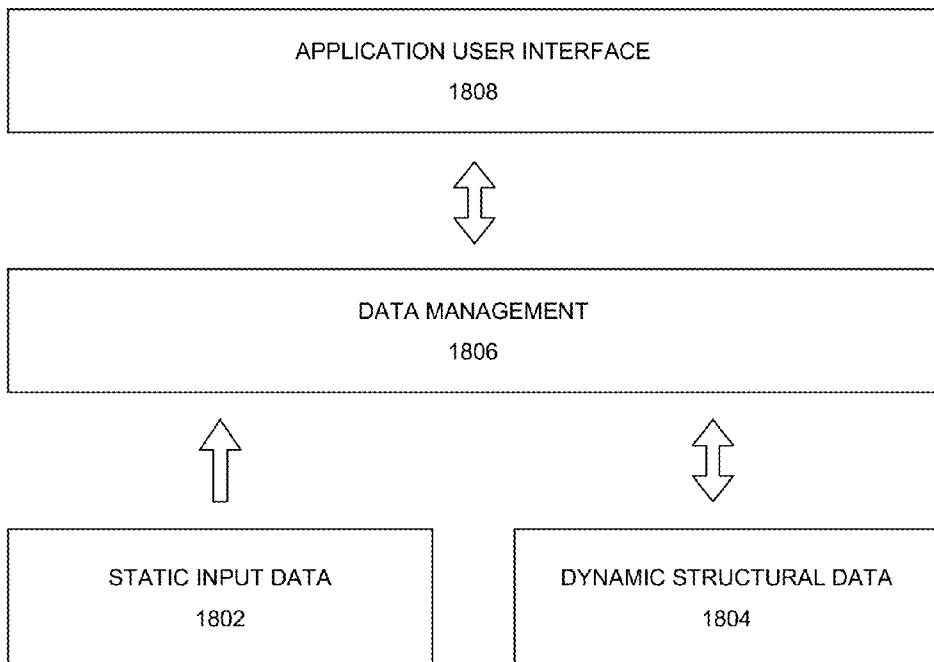 APPLICATION USER INTERFACE
1808
DATA MANAGEMENT
1806
STATIC INPUT DATA
1802
DYNAMIC STRUCTURAL DATA
1804